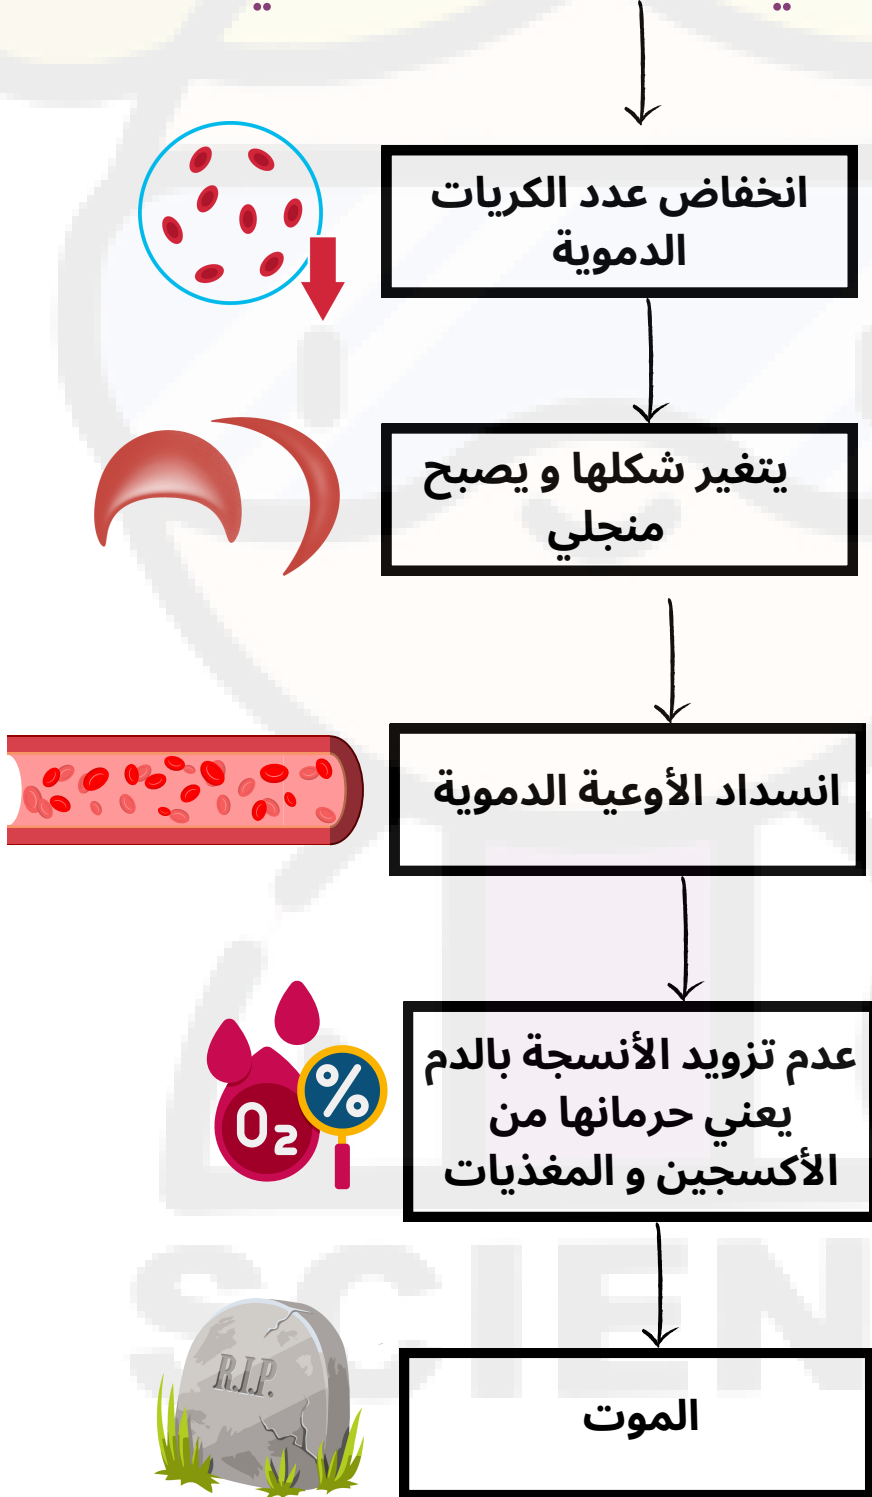 انخفاض عدد الكريات
الدموية
يتغير شكلها و يصبح
منجلي
انسداد الأوعية الدموية
عدم تزويد الأنسجة بالدم
يعني حرمانها من
الأكسجين و المغذيات
%
O₂
R.I.P.
الموت
SCIEN